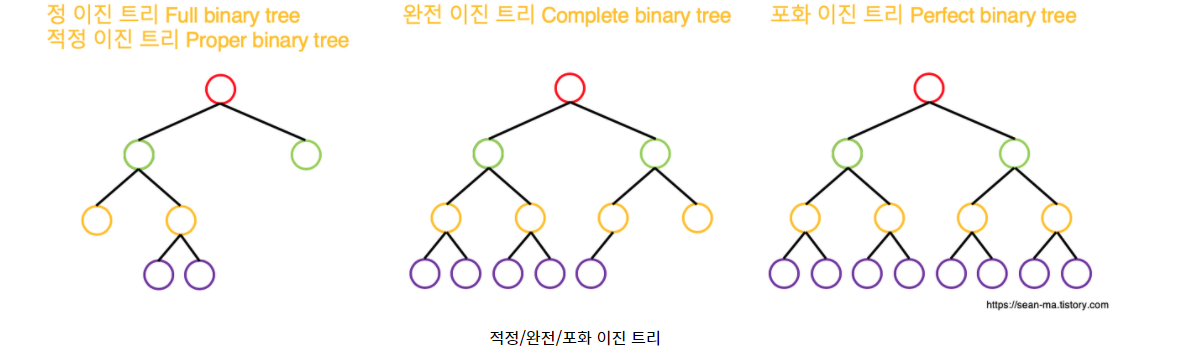 정 이진 트리 Full binary tree
적정 이진 트리 Proper binary tree
완전 이진 트리 Complete binary tree
포화 이진 트리 Perfect binary tree
https://sean-ma.tistory.com
적정/완전/포화 이진 트리